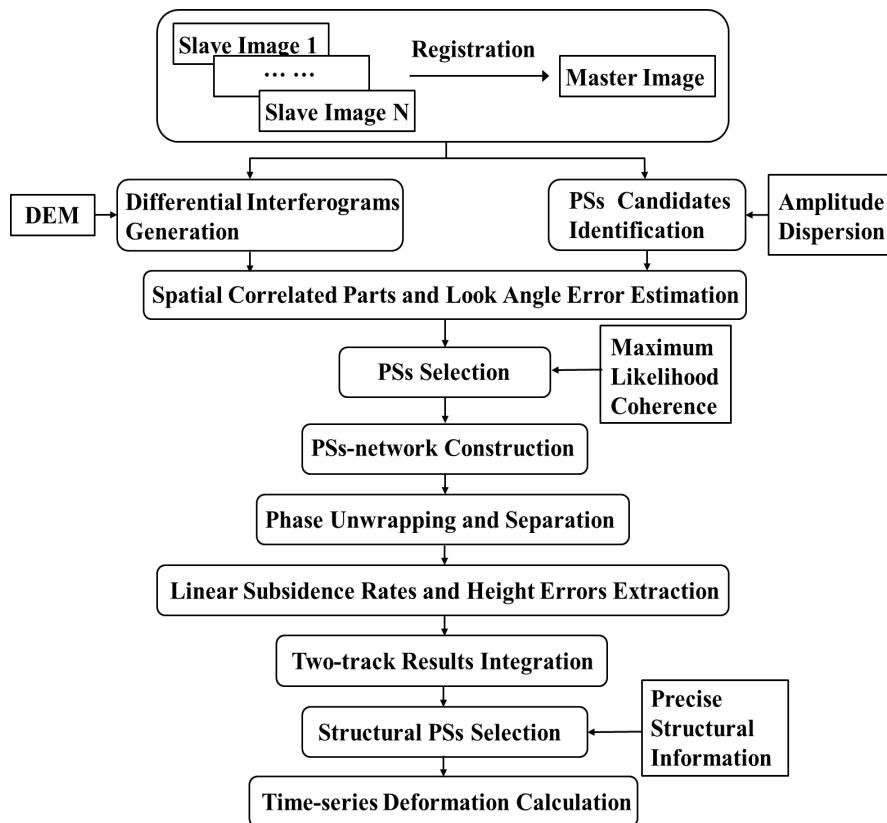 Slave Image 1
... ...
Slave Image N
Registration
Master Image
DEM
Differential Interferograms
Generation
PSs Candidates
Identification
Amplitude
Dispersion
Spatial Correlated Parts and Look Angle Error Estimation
PSs Selection
Maximum
Likelihood
Coherence
PSs-network Construction
Phase Unwrapping and Separation
Linear Subsidence Rates and Height Errors Extraction
Two-track Results Integration
Structural PSs Selection
Precise
Structural
Information
Time-series Deformation Calculation